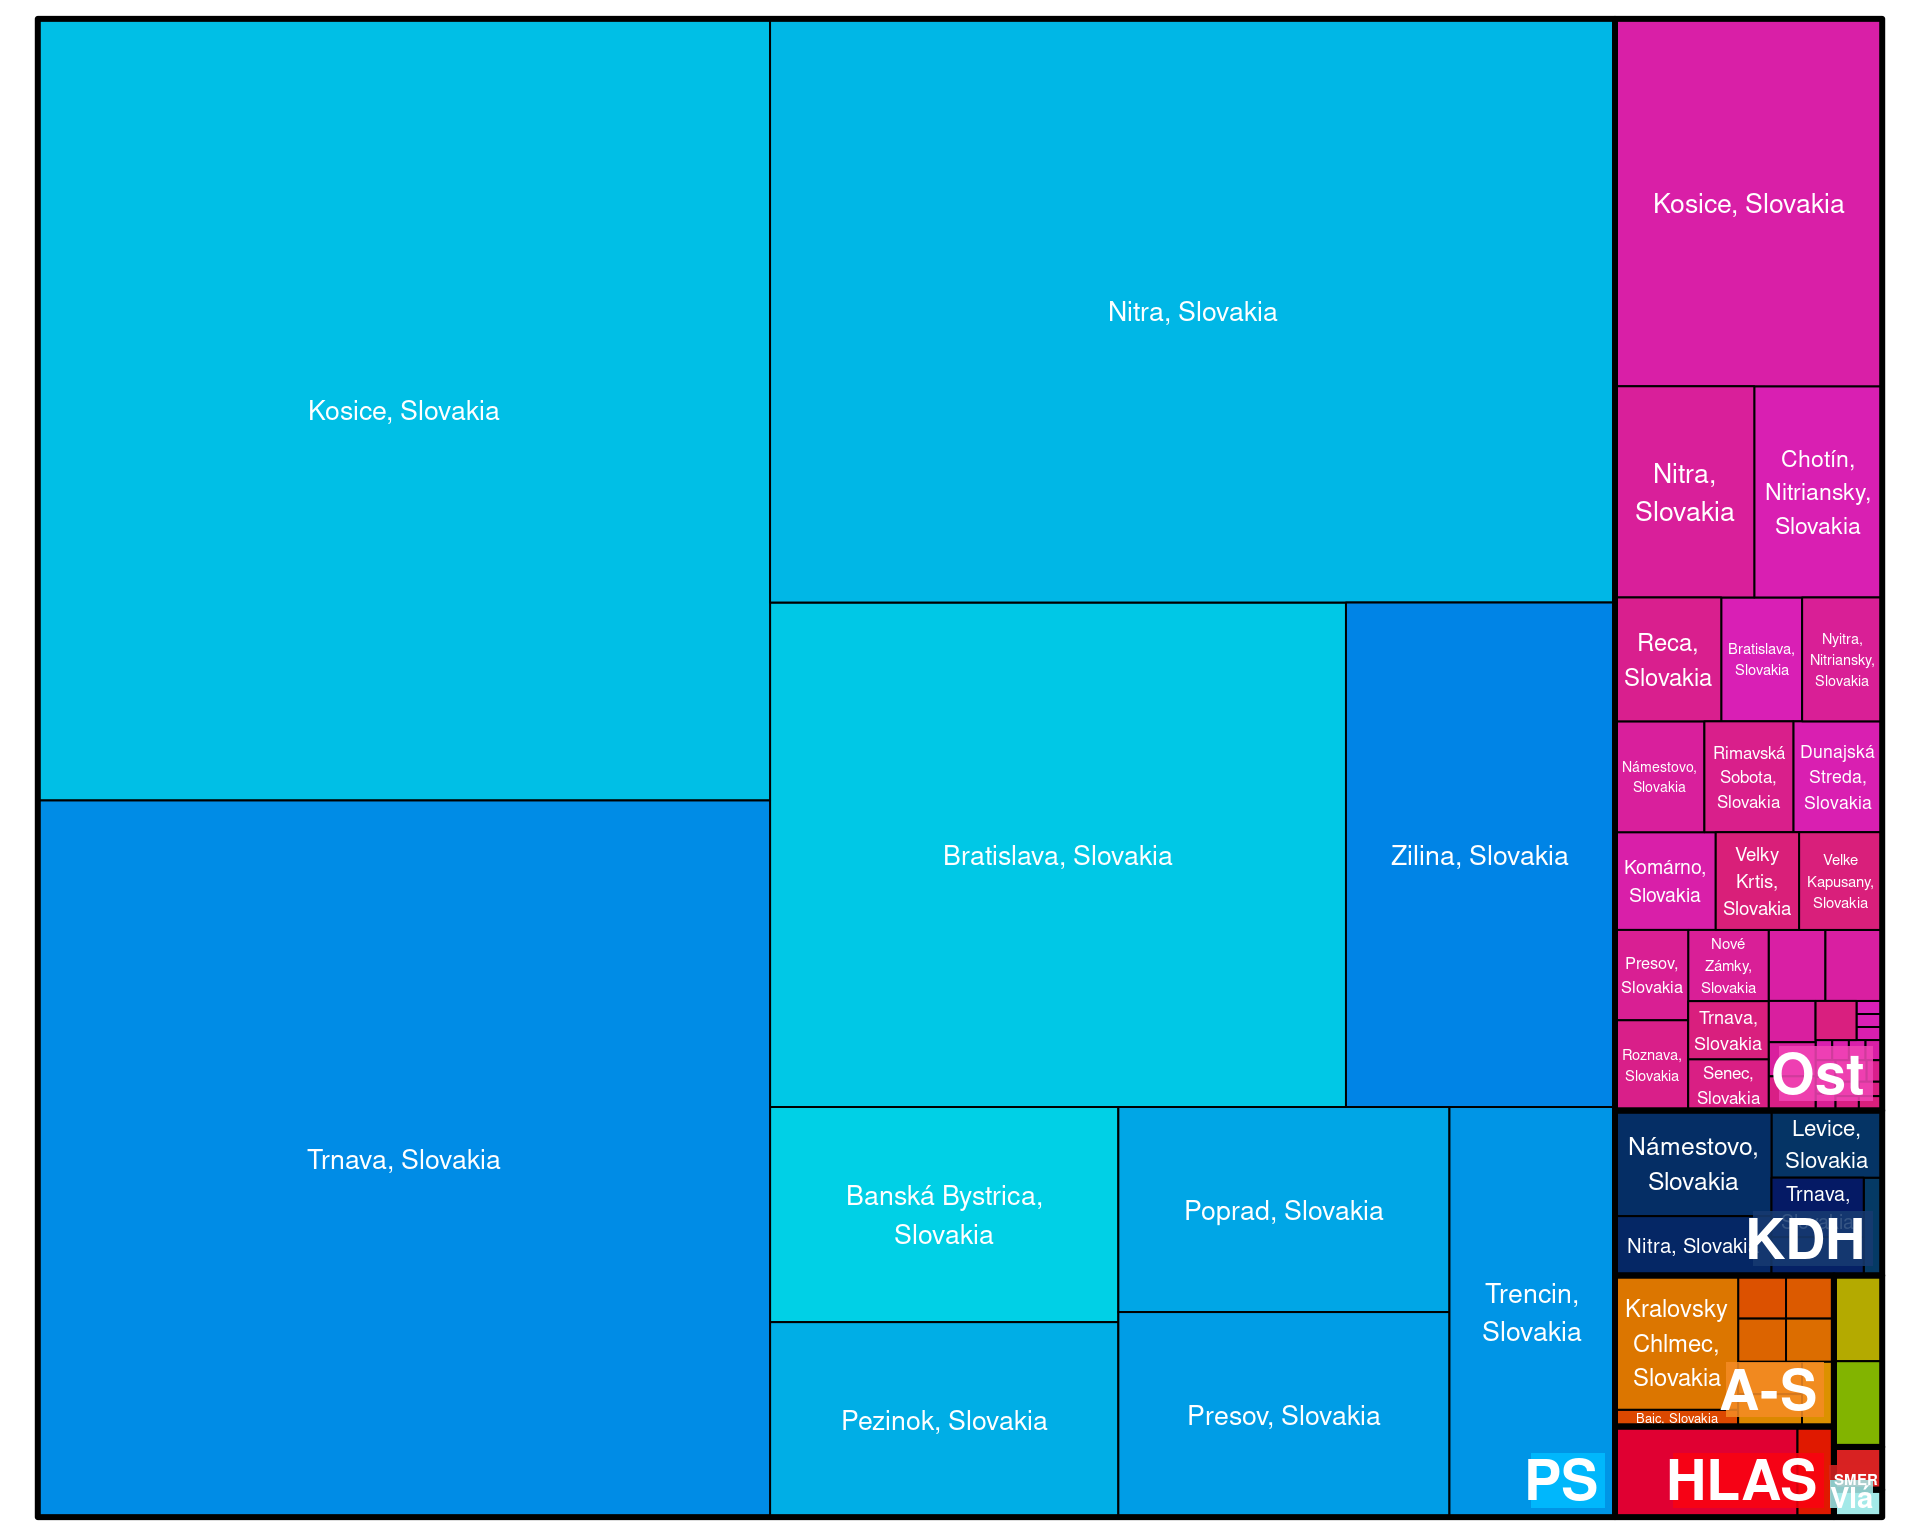 Kosice, Slovakia
Trnava, Slovakia
Nitra, Slovakia
Bratislava, Slovakia
Zilina, Slovakia
Banská Bystrica,
Slovakia
Pezinok, Slovakia
Poprad, Slovakia
Presov, Slovakia
Trencin,
Slovakia
PS
Kosice, Slovakia
Nitra,
Slovakia
Chotín,
Nitriansky,
Slovakia
Reca,
Slovakia
Bratislava,
Slovakia
Nyitra,
Nitriansky,
Slovakia
Námestovo,
Slovakia
Rimavská
Sobota,
Slovakia
Dunajská
Streda,
Slovakia
Komárno,
Slovakia
Velky
Krtis,
Slovakia
Velke
Kapusany,
Slovakia
Presov,
Slovakia
Nové
Zámky,
Slovakia
Roznava,
Slovakia
Trnava,
Slovakia
Senec,
Slovakia
Ost
Námestovo,
Slovakia
Levice,
Slovakia
Trnava,
Slovakia
Nitra, Slovaki
KDH
Kralovsky
Chlmec,
Slovakia
Bajc, Slovakia
A-S
HLAS
SMER
Vlá